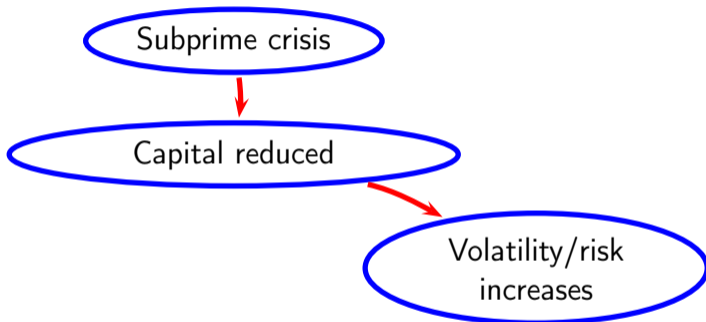 Subprime crisis
Capital reduced
Volatility/risk
increases